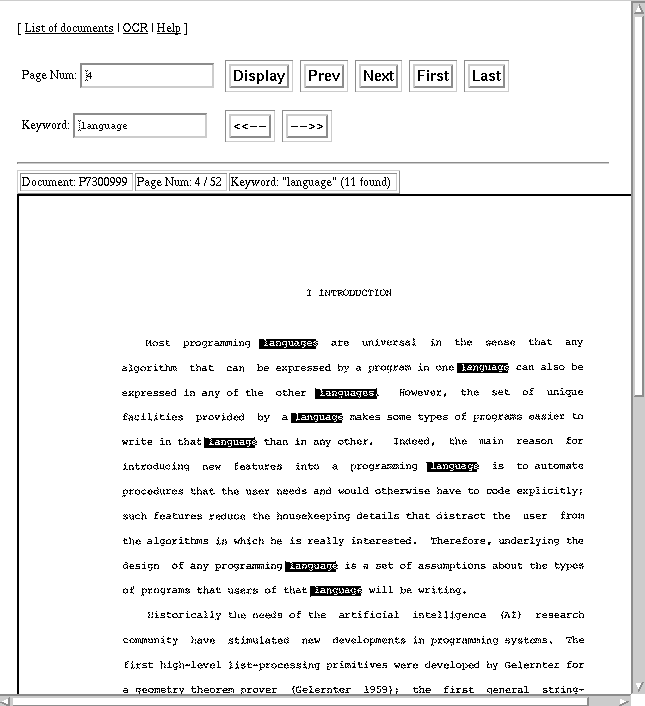 [ List of documents | OCR | Help ]
Page Num: 4 Display Prev Next First Last
Keyword: language <<-- -->>
Document: P7300999 Page Num: 4 / 52 Keyword: "language" (11 found)
I INTRODUCTION
Most programming languages are universal in the sense that any
algorithm that can be expressed by a program in one language can also be
expressed in any of the other languages. However, the set of unique
facilities provided by a language makes some types of programs easier to
write in that language than in any other. Indeed, the main reason for
introducing new features into a programming language is to automate
procedures that the user needs and would otherwise have to code explicitly;
such features reduce the housekeeping details that distract the user from
the algorithms in which he is really interested. Therefore, underlying the
design of any programming language is a set of assumptions about the types
of programs that users of that language will be writing.
Historically the needs of the artificial intelligence (AI) research
community have stimulated new developments in programming systems. The
first high-level list-processing primitives were developed by Gelernter for
a geometry theorem prover (Gelernter 1959); the first general string-